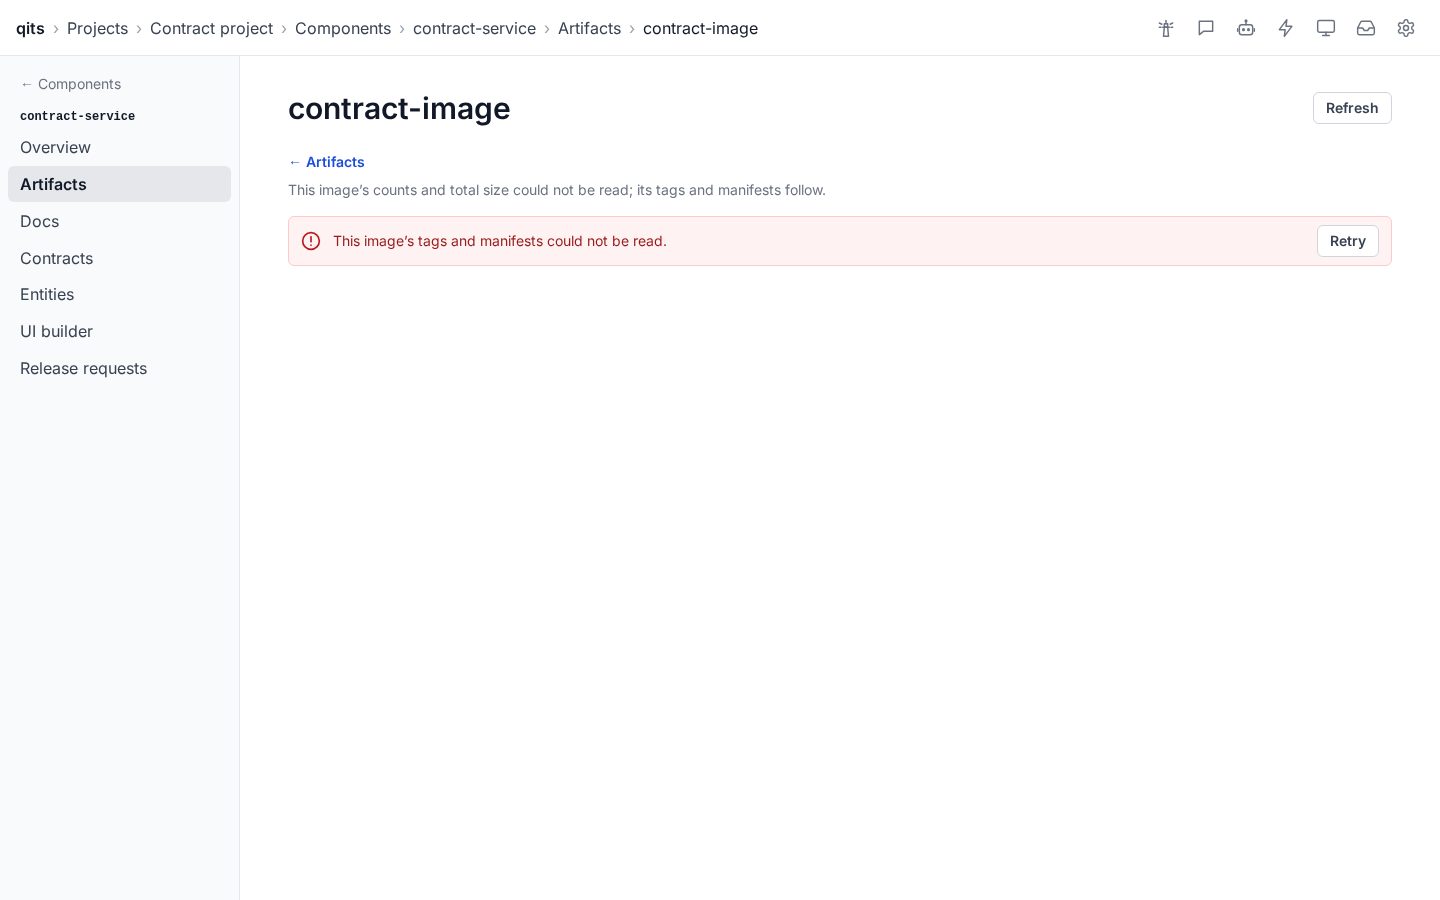 qits › Projects › Contract project › Components › contract-service › Artifacts › contract-image
← Components
contract-service
Overview
Artifacts
Docs
Contracts
Entities
UI builder
Release requests
contract-image
Refresh
← Artifacts
This image’s counts and total size could not be read; its tags and manifests follow.
This image’s tags and manifests could not be read.
Retry